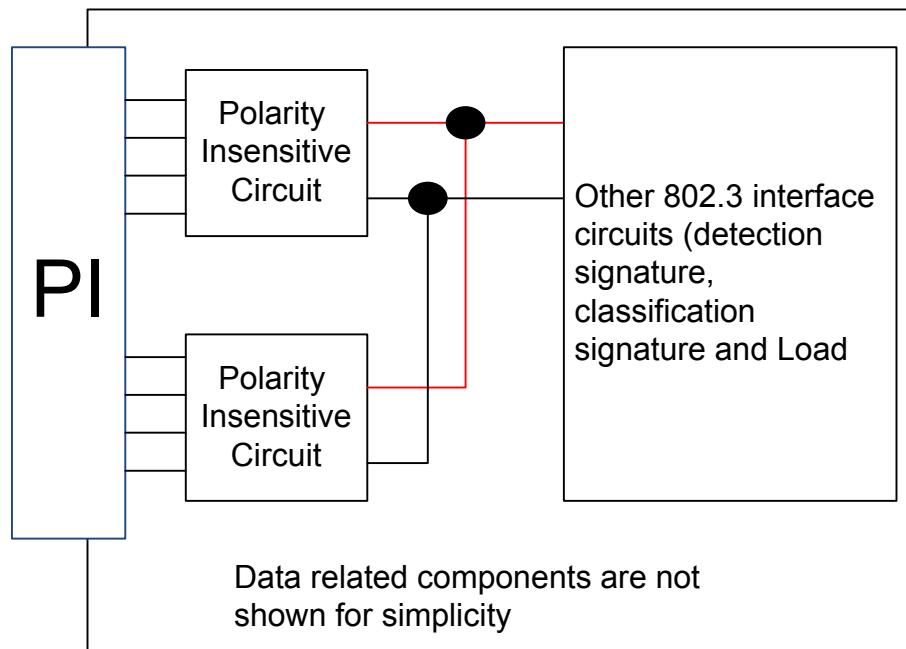 PI
Polarity
Insensitive
Circuit
Polarity
Insensitive
Circuit
Other 802.3 interface
circuits (detection
signature,
classification
signature and Load
Data related components are not
shown for simplicity